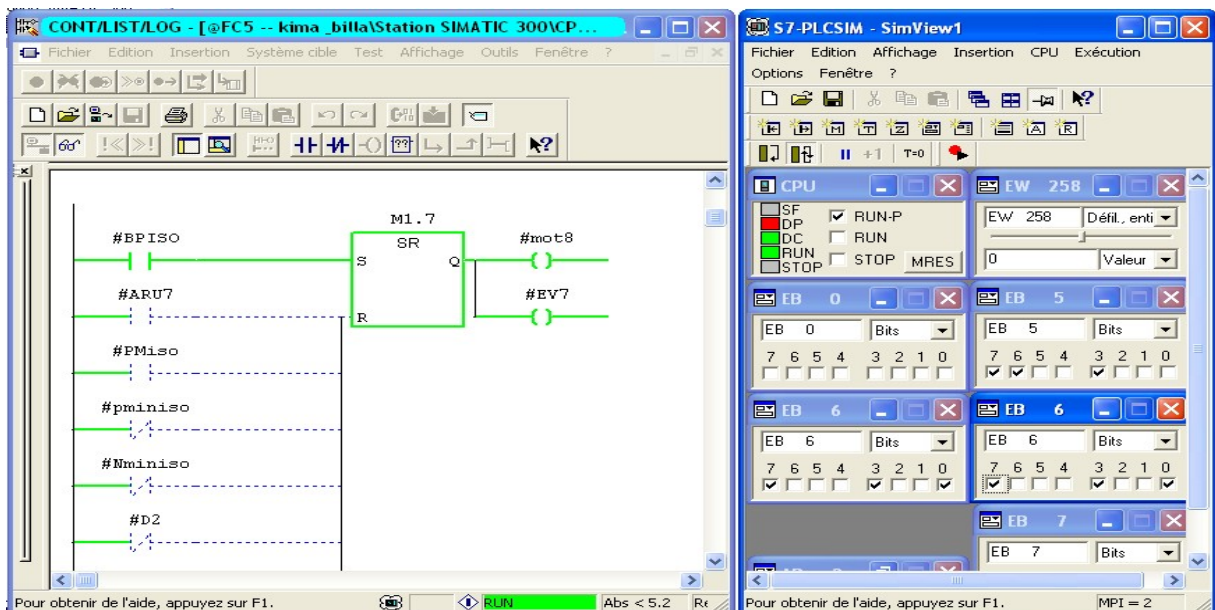 CONT/LIST/LOG - [@FC5 -- kima _billa\Station SIMATIC 300\CP...
Fichier Edition Insertion Système cible Test Affichage Outils Fenêtre ?
M1.7
#BPISO
SR
#mot8
S
Q
#ARU7
#EV7
R
#PMiso
#pminiso
#Nminiso
#D2
Pour obtenir de l'aide, appuyez sur F1.
RUN
Abs < 5.2
S7-PLCSIM - SimView1
Fichier Edition Affichage Insertion CPU Exécution
Options Fenêtre ?
+1
T=0
CPU
SF
DP
DC
RUN
STOP
RUN-P
RUN
STOP
MRES
EW 258
EW 258 Défil., enti
0 Valeur
EB 0
EB 0 Bits
7 6 5 4 3 2 1 0
EB 5
EB 5 Bits
7 6 5 4 3 2 1 0
EB 6
EB 6 Bits
7 6 5 4 3 2 1 0
EB 6
EB 6 Bits
7 6 5 4 3 2 1 0
EB 7
EB 7 Bits
Pour obtenir de l'aide, appuyez sur F1.
MPI = 2